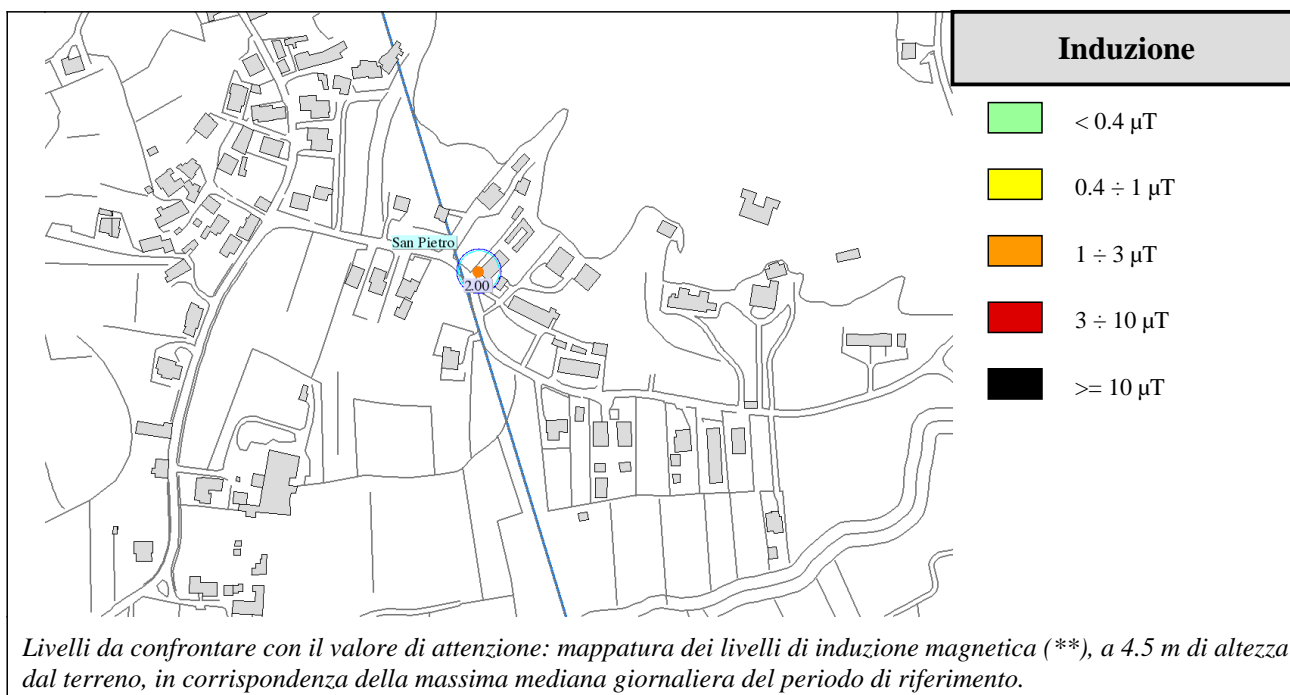 Induzione
< 0.4 µT
0.4 ÷ 1 µT
1 ÷ 3 µT
3 ÷ 10 µT
>= 10 µT
San Pietro
2.00
Livelli da confrontare con il valore di attenzione: mappatura dei livelli di induzione magnetica (**), a 4.5 m di altezza
dal terreno, in corrispondenza della massima mediana giornaliera del periodo di riferimento.